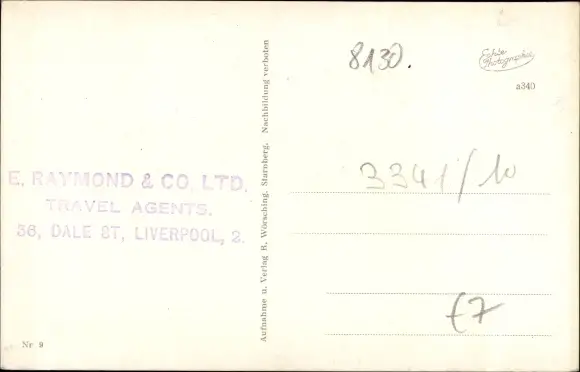 E. RAYMOND & CO. LTD.
TRAVEL AGENTS.
36, DALE ST, LIVERPOOL, 2.
Nr 9
Aufnahme u. Verlag B. Wörsching, Starnberg. Nachbildung verboten
8130.
Echte
Photographie
a340
3341/10
€7